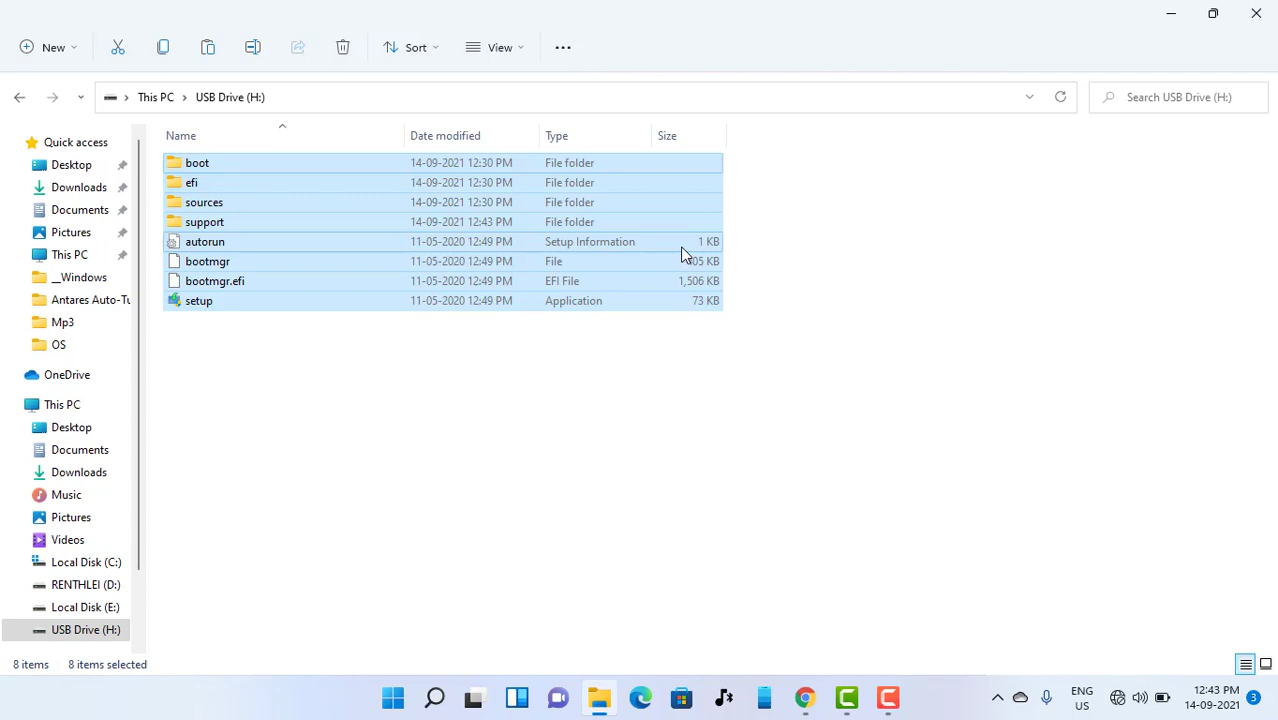 New
Sort
View
This PC
USB Drive (H:)
Search USB Drive (H:)
Name
Date modified
Type
Size
boot 14-09-2021 12:30 PM File folder
efi 14-09-2021 12:30 PM File folder
sources 14-09-2021 12:30 PM File folder
support 14-09-2021 12:43 PM File folder
autorun 11-05-2020 12:49 PM Setup Information 1 KB
bootmgr 11-05-2020 12:49 PM File 05 KB
bootmgr.efi 11-05-2020 12:49 PM EFI File 1,506 KB
setup 11-05-2020 12:49 PM Application 73 KB
Quick access
Desktop
Downloads
Documents
Pictures
This PC
__Windows
Antares Auto-Tu
Mp3
OS
OneDrive
This PC
Desktop
Documents
Downloads
Music
Pictures
Videos
Local Disk (C:)
RENTHLEI (D:)
Local Disk (E:)
USB Drive (H:)
8 items
8 items selected
ENG
US
12:43 PM
14-09-2021
3